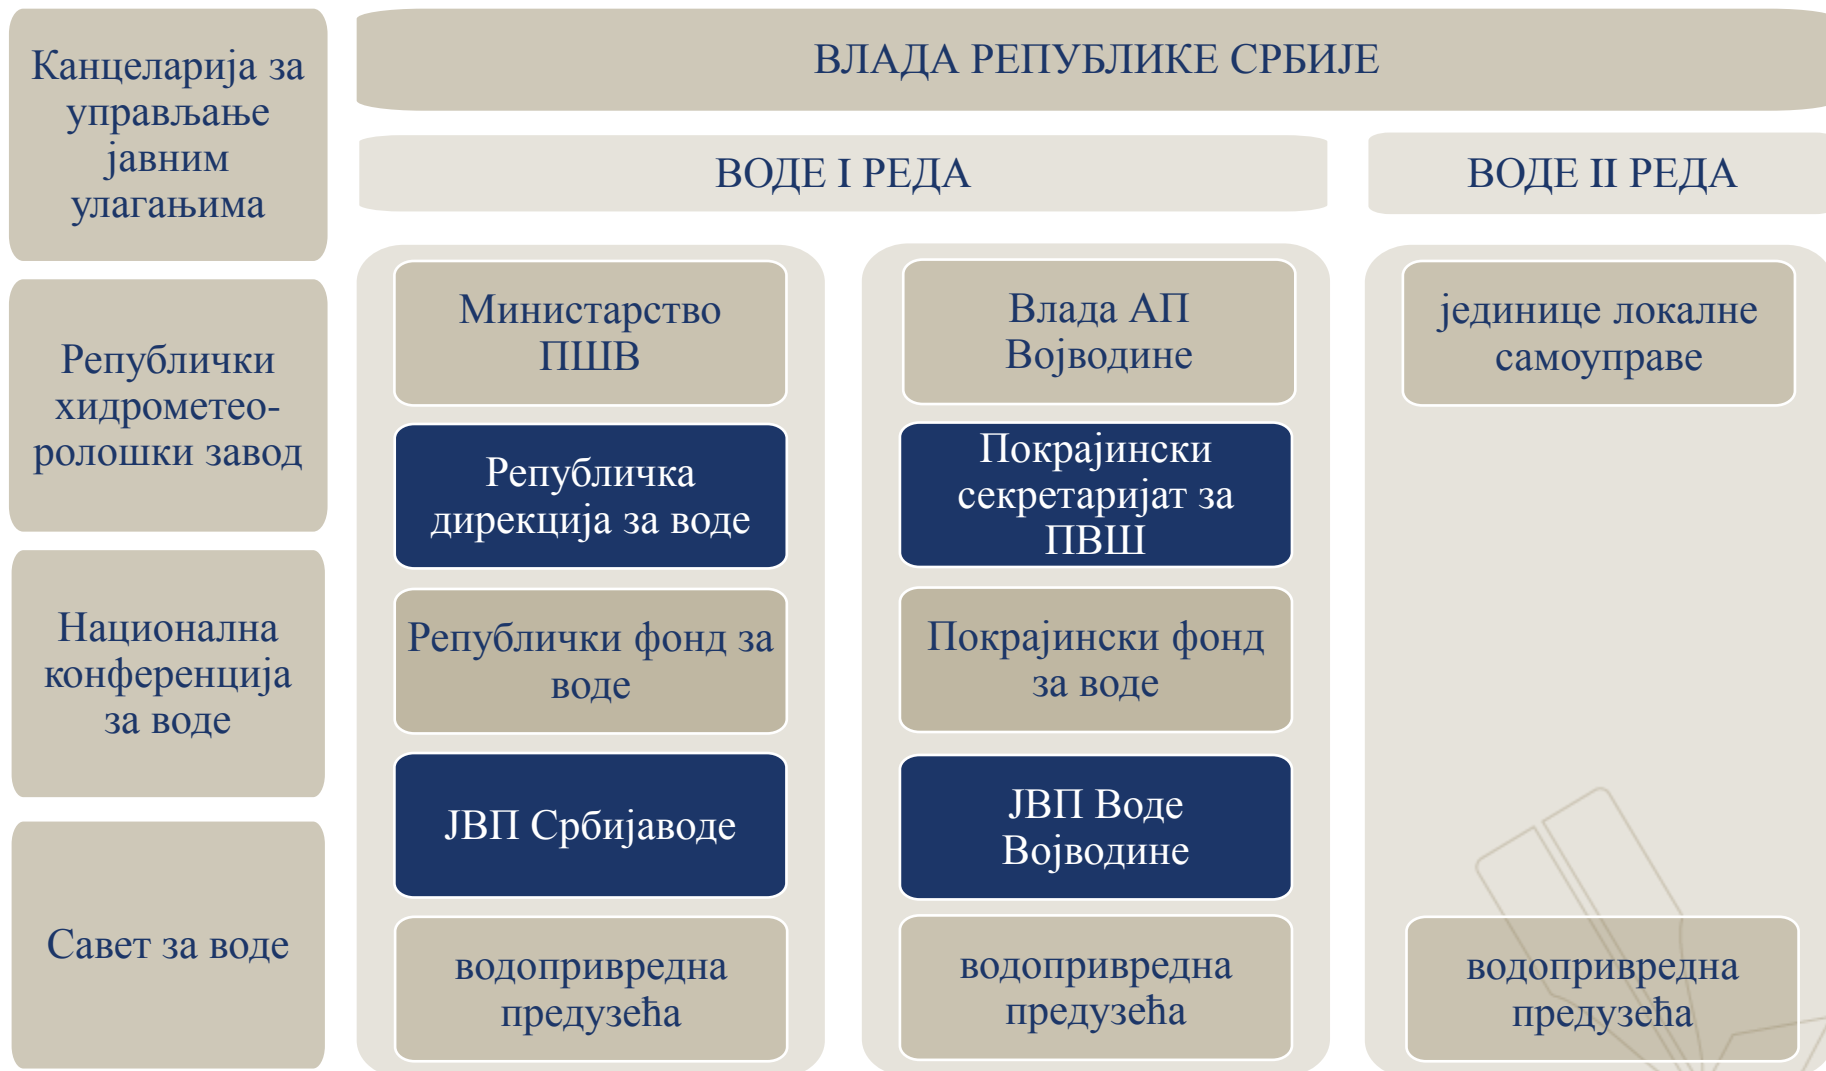 Канцеларија за
управљање
јавним
улагањима
Републички
хидрометео-
ролошки завод
Национална
конференција
за воде
Савет за воде
ВЛАДА РЕПУБЛИКЕ СРБИЈЕ
ВОДЕ I РЕДА
ВОДЕ II РЕДА
Министарство
ПШВ
Републичка
дирекција за воде
Републички фонд за
воде
ЈВП Србијаводе
водопривредна
предузећа
Влада АП
Војводине
Покрајински
секретаријат за
ПВШ
Покрајински фонд
за воде
ЈВП Воде
Војводине
водопривредна
предузећа
јединице локалне
самоуправе
водопривредна
предузећа